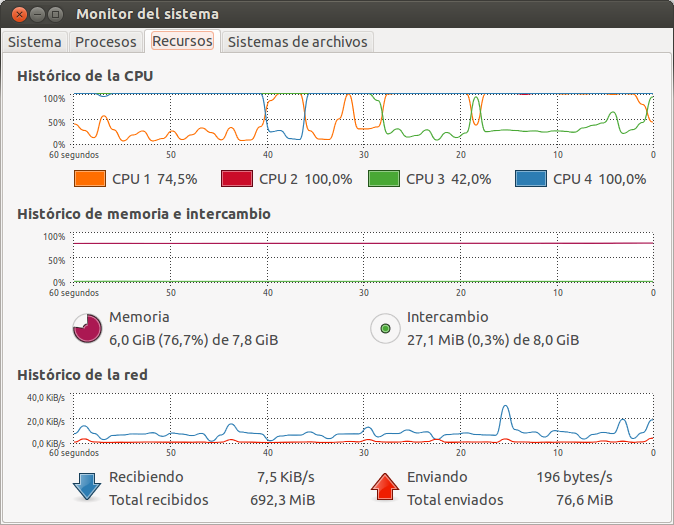 Monitor del sistema
Sistema Procesos Recursos Sistemas de archivos
Histórico de la CPU
100%
50%
0%
60 segundos 50 40 30 20 10 0
CPU 1 74,5% CPU 2 100,0% CPU 3 42,0% CPU 4 100,0%
Histórico de memoria e intercambio
100%
50%
0%
60 segundos 50 40 30 20 10 0
Memoria Intercambio
6,0 GiB (76,7%) de 7,8 GiB 27,1 MiB (0,3%) de 8,0 GiB
Histórico de la red
40,0 KiB/s
20,0 KiB/s
0,0 KiB/s
60 segundos 50 40 30 20 10 0
Recibiendo 7,5 KiB/s Enviando 196 bytes/s
Total recibidos 692,3 MiB Total enviados 76,6 MiB